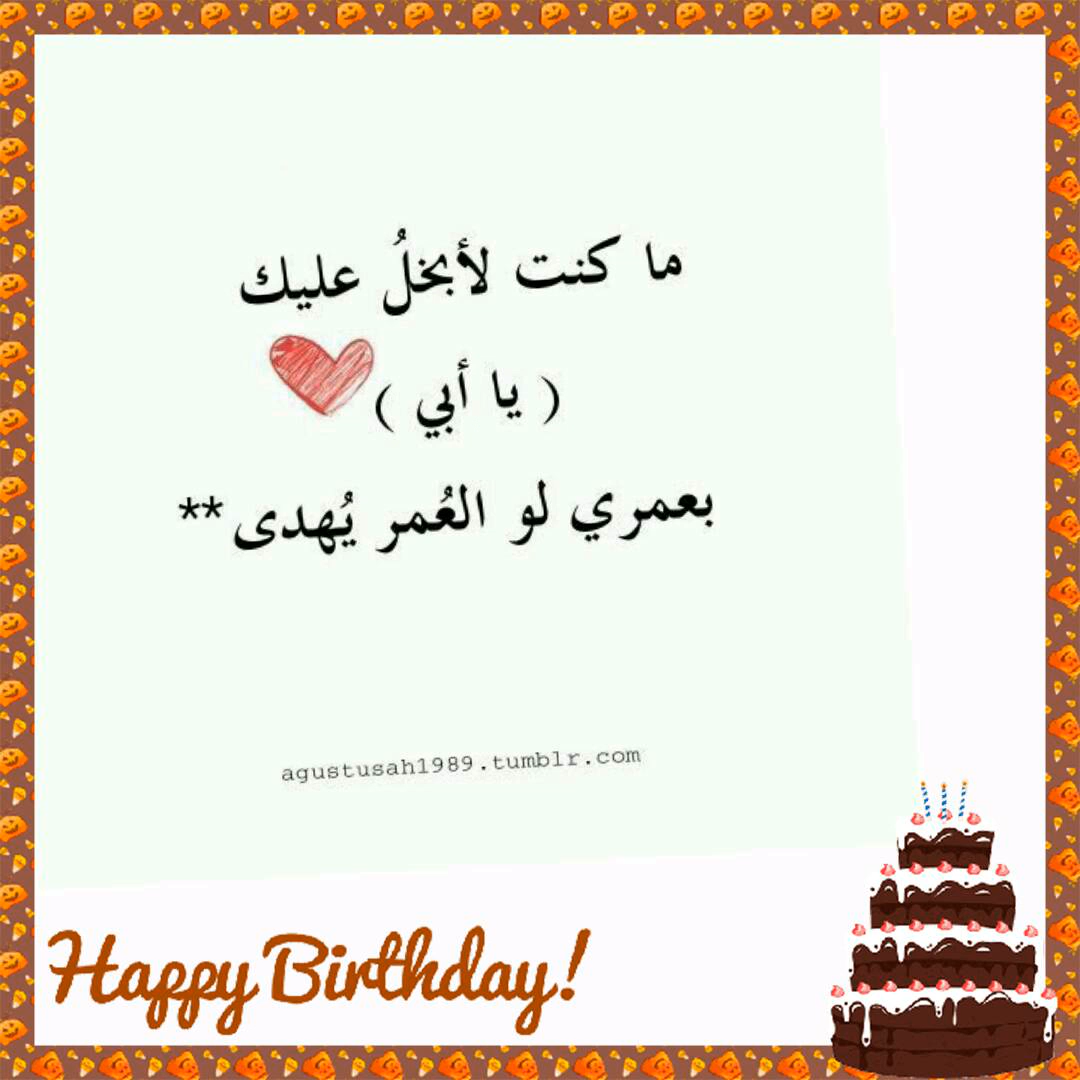 ما كنت لأبخلُ عليك
( يا أبي )
بعمري لو العُمر يُهدى**
agustusah1989.tumblr.com
Happy Birthday!